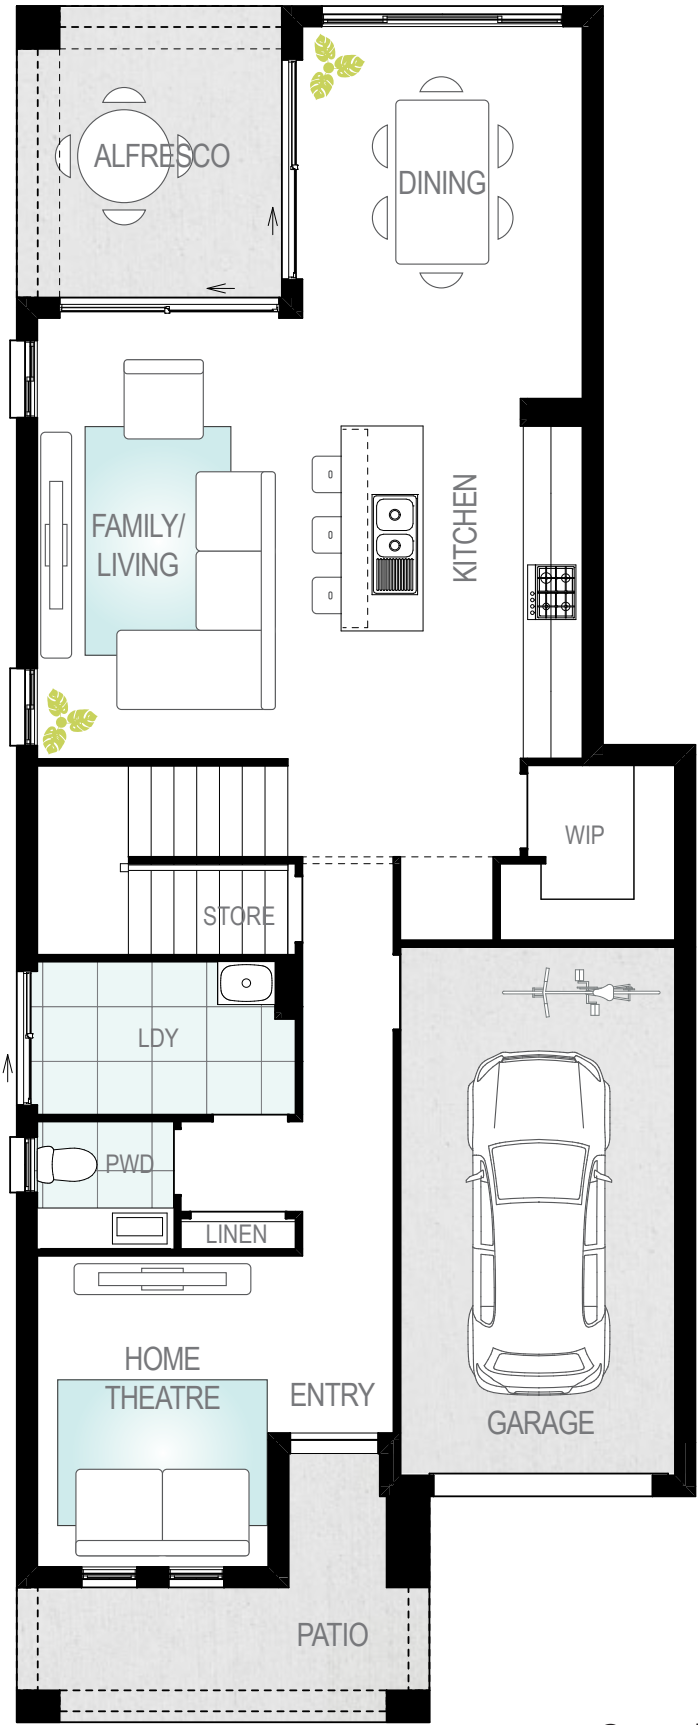 ALFRESCO
DINING
KITCHEN
FAMILY/
LIVING
WIP
STORE
LDY
PWD
LINEN
HOME
THEATRE
ENTRY
GARAGE
PATIO